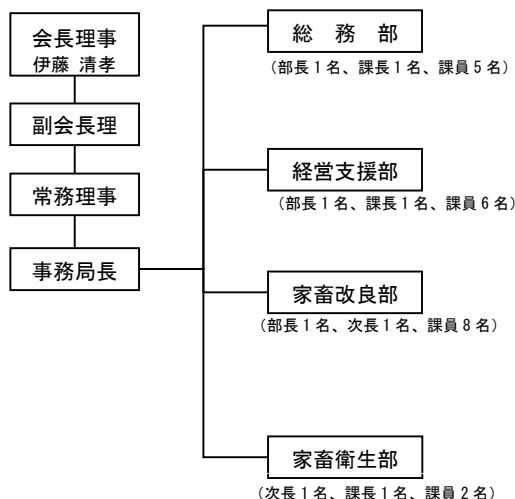 会長理事
伊藤 清孝
副会長理
常務理事
事務局長
総 務 部
（部長１名、課長１名、課員５名）
経営支援部
（部長１名、課長１名、課員６名）
家畜改良部
（部長１名、次長１名、課員８名）
家畜衛生部
（次長１名、課長１名、課員２名）